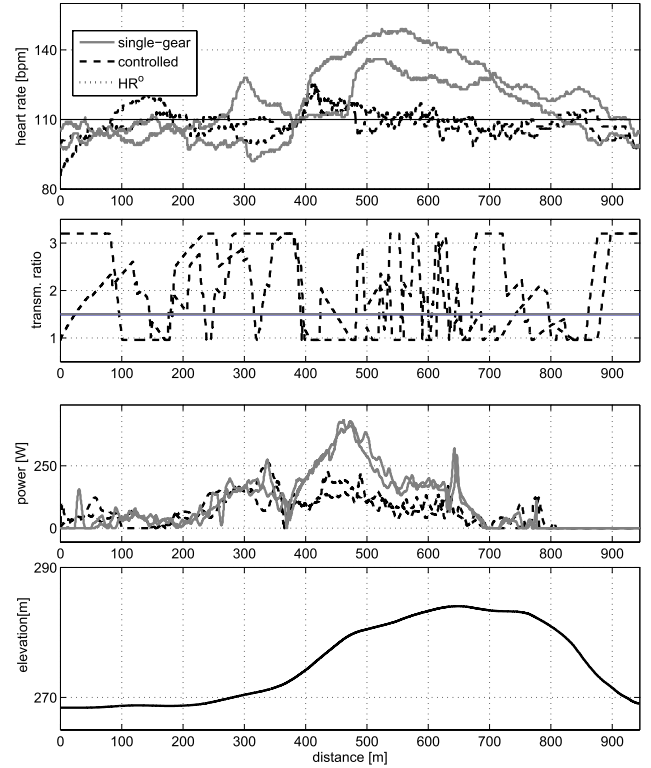 heart rate [bpm]
140
110
80
single-gear
controlled
HRº
0 100 200 300 400 500 600 700 800 900
transm. ratio
3
2
1
0 100 200 300 400 500 600 700 800 900
power [W]
250
0
0 100 200 300 400 500 600 700 800 900
elevation[m]
290
270
0 100 200 300 400 500 600 700 800 900
distance [m]